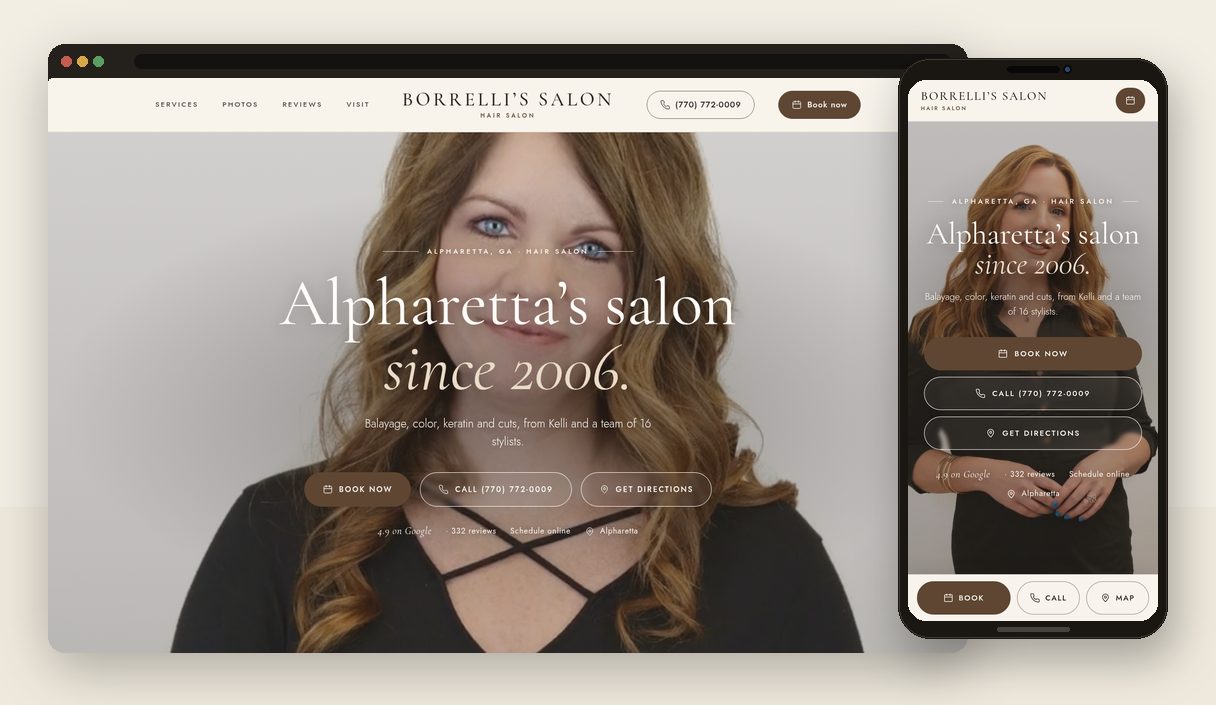 SERVICES PHOTOS REVIEWS VISIT
BORRELLI'S SALON
HAIR SALON
(770) 772-0009
Book now
ALPHARETTA, GA · HAIR SALON
Alpharetta's salon
since 2006.
Balayage, color, keratin and cuts, from Kelli and a team of 16
stylists.
BOOK NOW CALL (770) 772-0009 GET DIRECTIONS
4.9 on Google · 332 reviews Schedule online Alpharetta
BORRELLI'S SALON
HAIR SALON
ALPHARETTA, GA · HAIR SALON
Alpharetta's salon
since 2006.
Balayage, color, keratin and cuts, from Kelli and a team
of 16 stylists.
BOOK NOW
CALL (770) 772-0009
GET DIRECTIONS
4.9 on Google · 332 reviews Schedule online
Alpharetta
BOOK CALL MAP